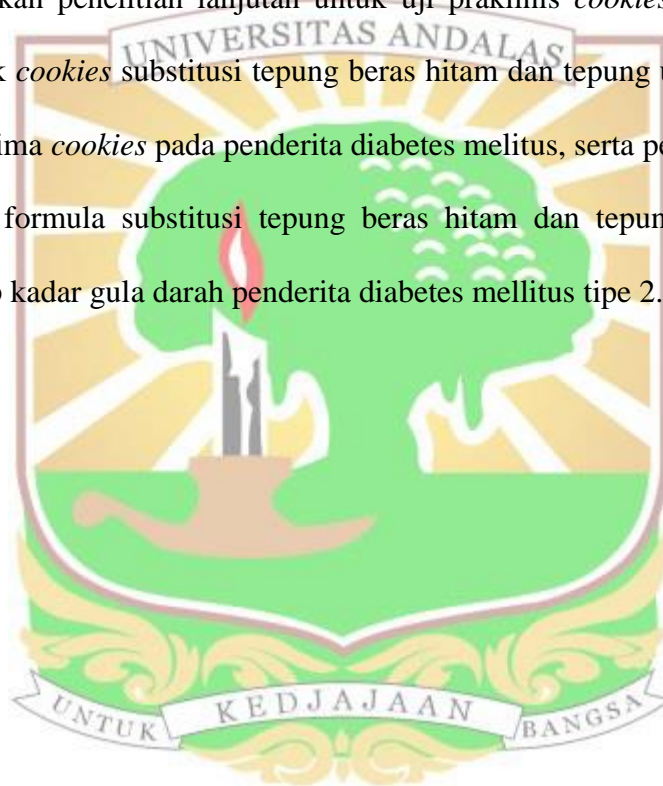 kan penelitian lanjutan untuk uji praklinis cookies
UNIVERSITAS ANDALAS
k cookies substitusi tepung beras hitam dan tepung u
ima cookies pada penderita diabetes melitus, serta pe
formula substitusi tepung beras hitam dan tepun
kadar gula darah penderita diabetes mellitus tipe 2.
UNTUK KEDJAJAAN BANGSA